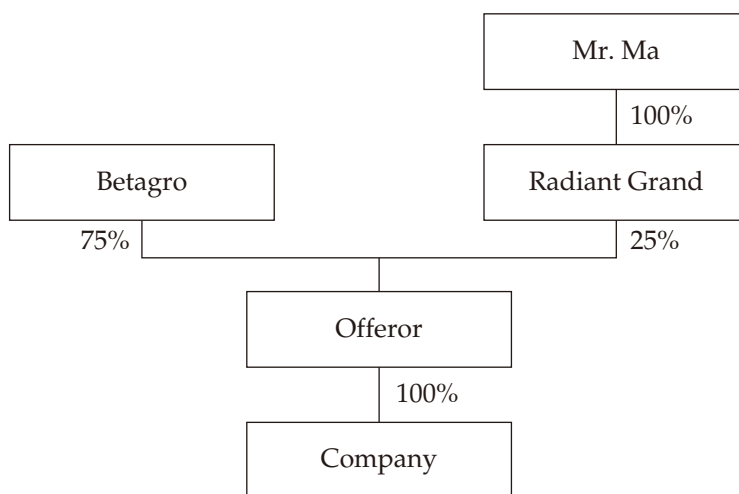 Mr. Ma
100%
Betagro
Radiant Grand
75%
25%
Offeror
100%
Company